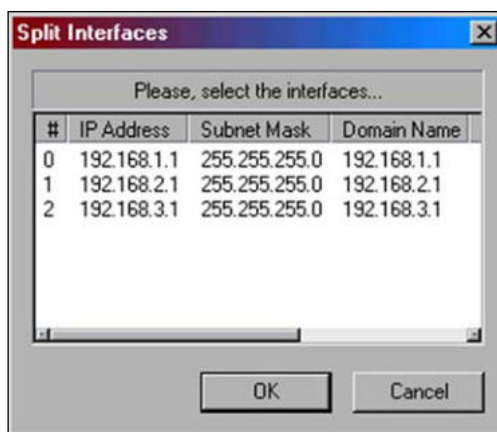 Split Interfaces
Please, select the interfaces...
# IP Address Subnet Mask Domain Name
0 192.168.1.1 255.255.255.0 192.168.1.1
1 192.168.2.1 255.255.255.0 192.168.2.1
2 192.168.3.1 255.255.255.0 192.168.3.1
OK Cancel